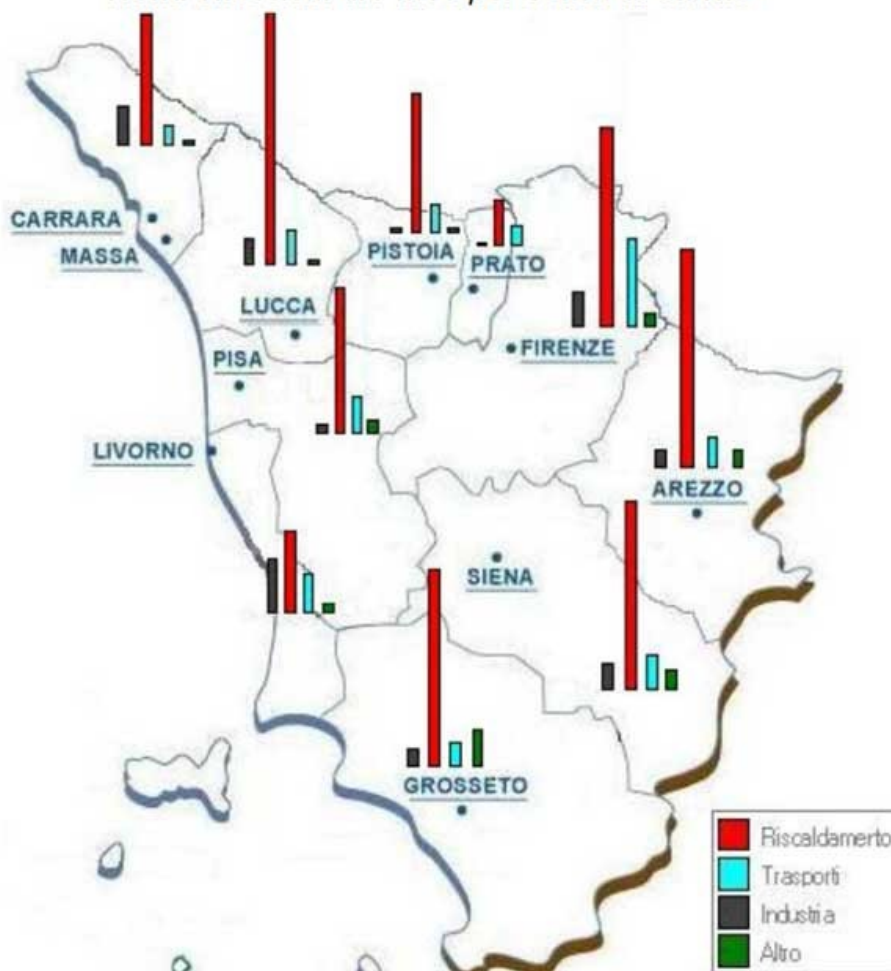 CARRARA
MASSA
PISTOIA
PRATO
LUCCA
FIRENZE
PISA
LIVORNO
AREZZO
SIENA
GROSSETO
Riscaldamento
Trasporti
Industria
Altro